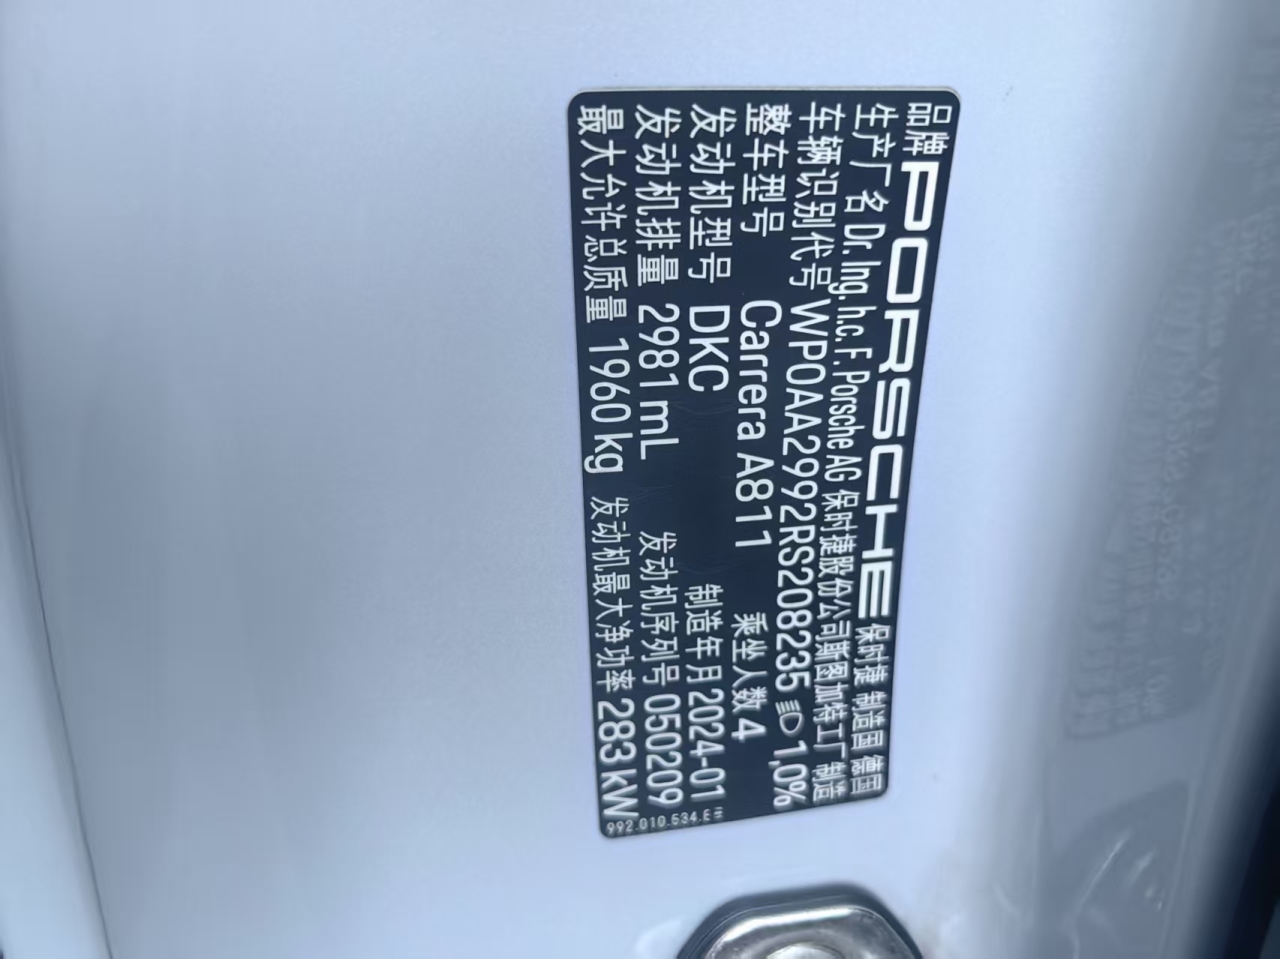 品牌 PORSCHE 保时捷 制造国 德国
生产厂名 Dr. Ing. h.c. F. Porsche AG 保时捷股份公司斯图加特工厂制造
车辆识别代号 WP0AA2992RS208235 1,0%
整车型号 Carrera A811 乘坐人数 4
发动机型号 DKC 制造年月 2024-01
发动机排量 2981 mL 发动机序列号 050209
最大允许总质量 1960 kg 发动机最大净功率 283 kW
992.010.534.E